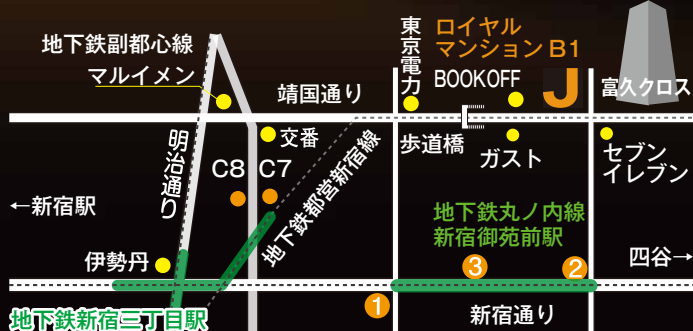 地下鉄副都心線
マルイメン
靖国通り
東京電力
ロイヤル
マンション B1
BOOKOFF
J
富久クロス
明治通り
交番
C8
C7
地下鉄都営新宿線
歩道橋
ガスト
セブン
イレブン
←新宿駅
地下鉄丸ノ内線
新宿御苑前駅
伊勢丹
四谷→
1
3
2
地下鉄新宿三丁目駅
新宿通り